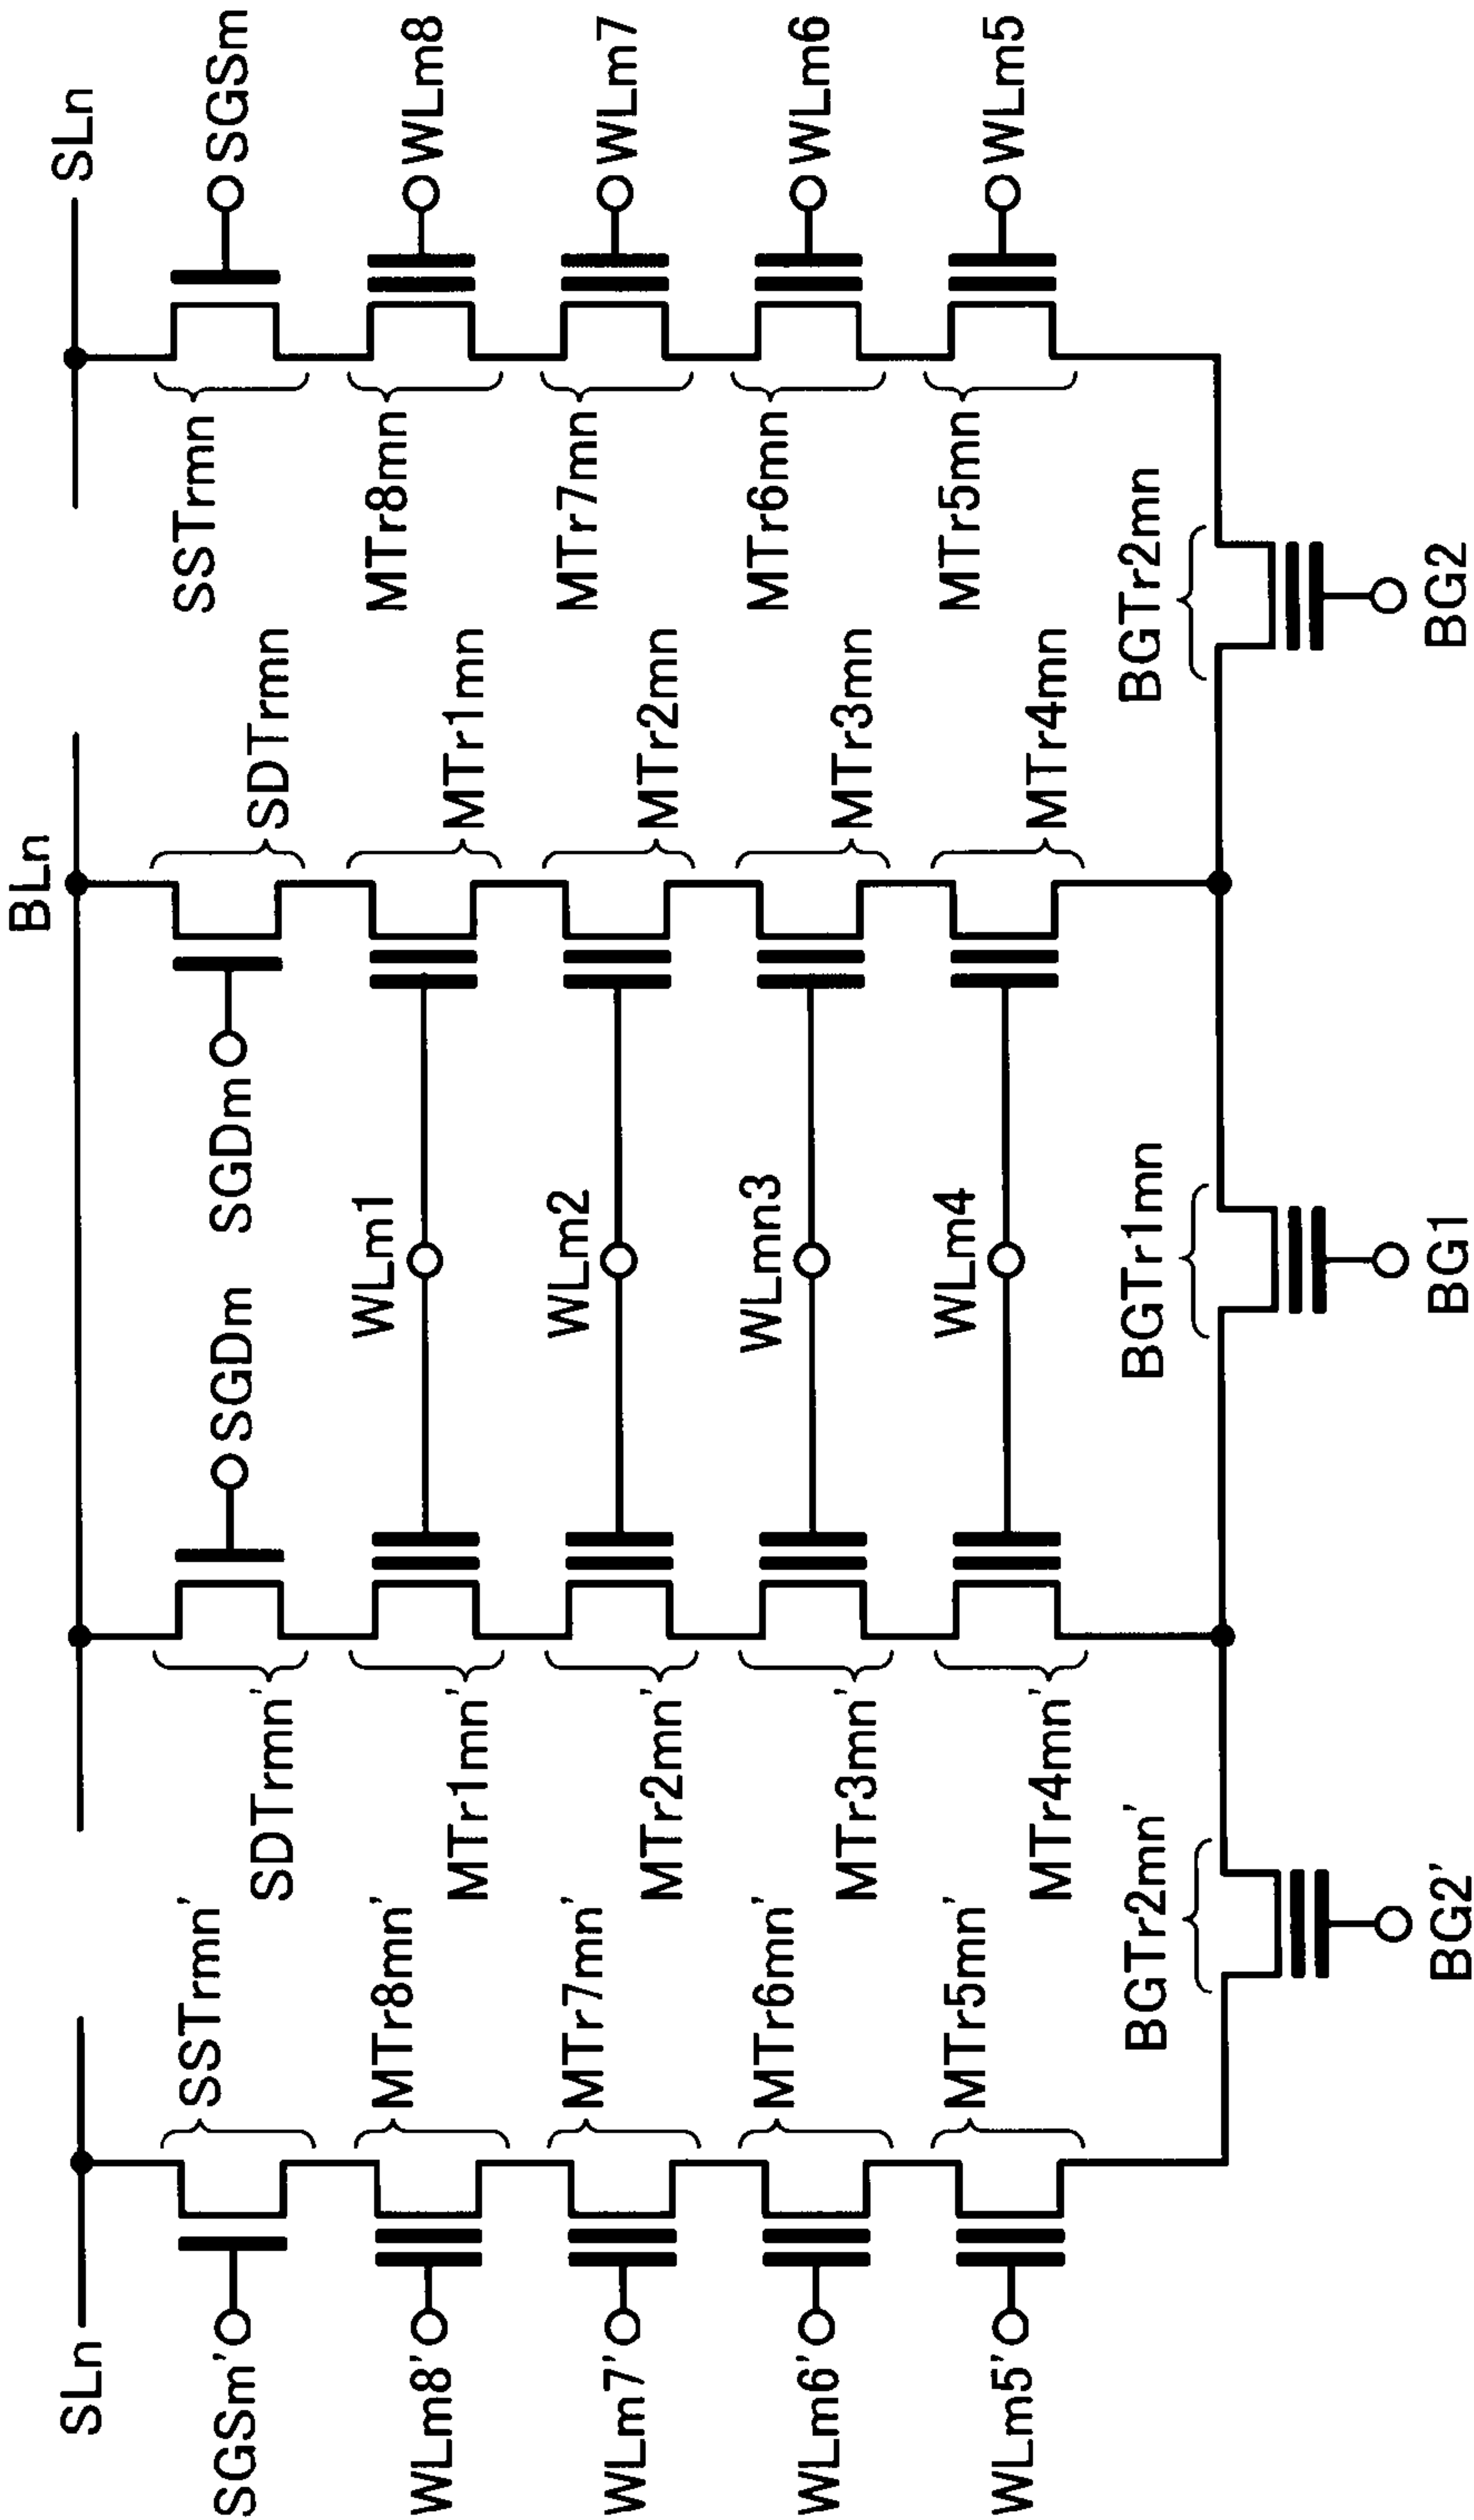 BLn
SLn
SLn
SSTrmn'
SSTrmn
SGSm'
SGDm
SGDm
SGSm
SDTrmn'
SDTrmn
WLm1
MTr8mn'
MTr8mn
WLm8'
WLm8
MTr1mn'
MTr1mn
WLm2
MTr7mn'
MTr7mn
WLm7'
WLm7
MTr2mn'
MTr2mn
WLmn3
MTr6mn'
MTr6mn
WLm6'
WLm6
MTr3mn'
MTr3mn
WLm4
MTr5mn'
MTr5mn
WLm5'
WLm5
MTr4mn'
MTr4mn
BGTr2mn'
BGTr1mn
BGTr2mn
BG2'
BG1
BG2